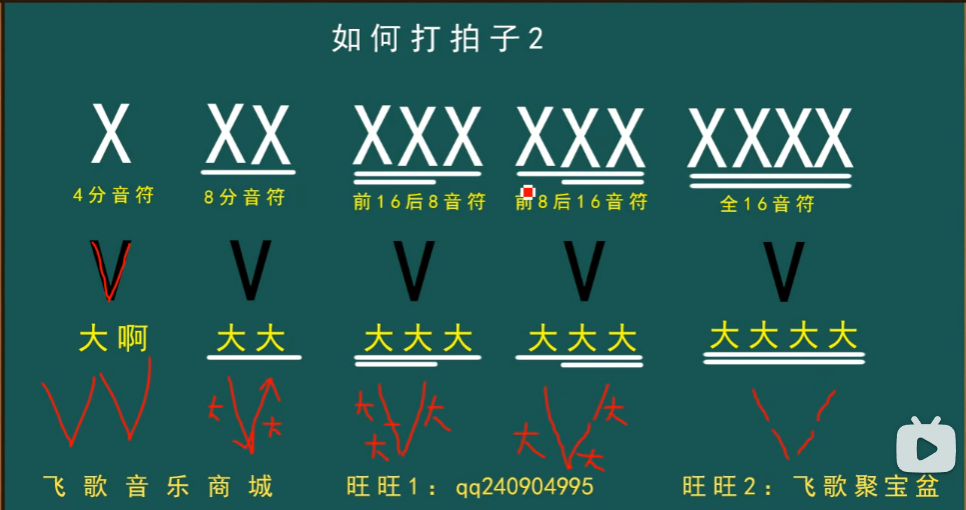 如何打拍子2
X XX XXX XXX XXXX
4分音符 8分音符 前16后8音符 前8后16音符 全16音符
V V V V V
大啊 大大 大大大 大大大 大大大大
大 大 大 大 大 大 大 大
飞歌音乐商城 旺旺1：qq240904995 旺旺2：飞歌聚宝盆